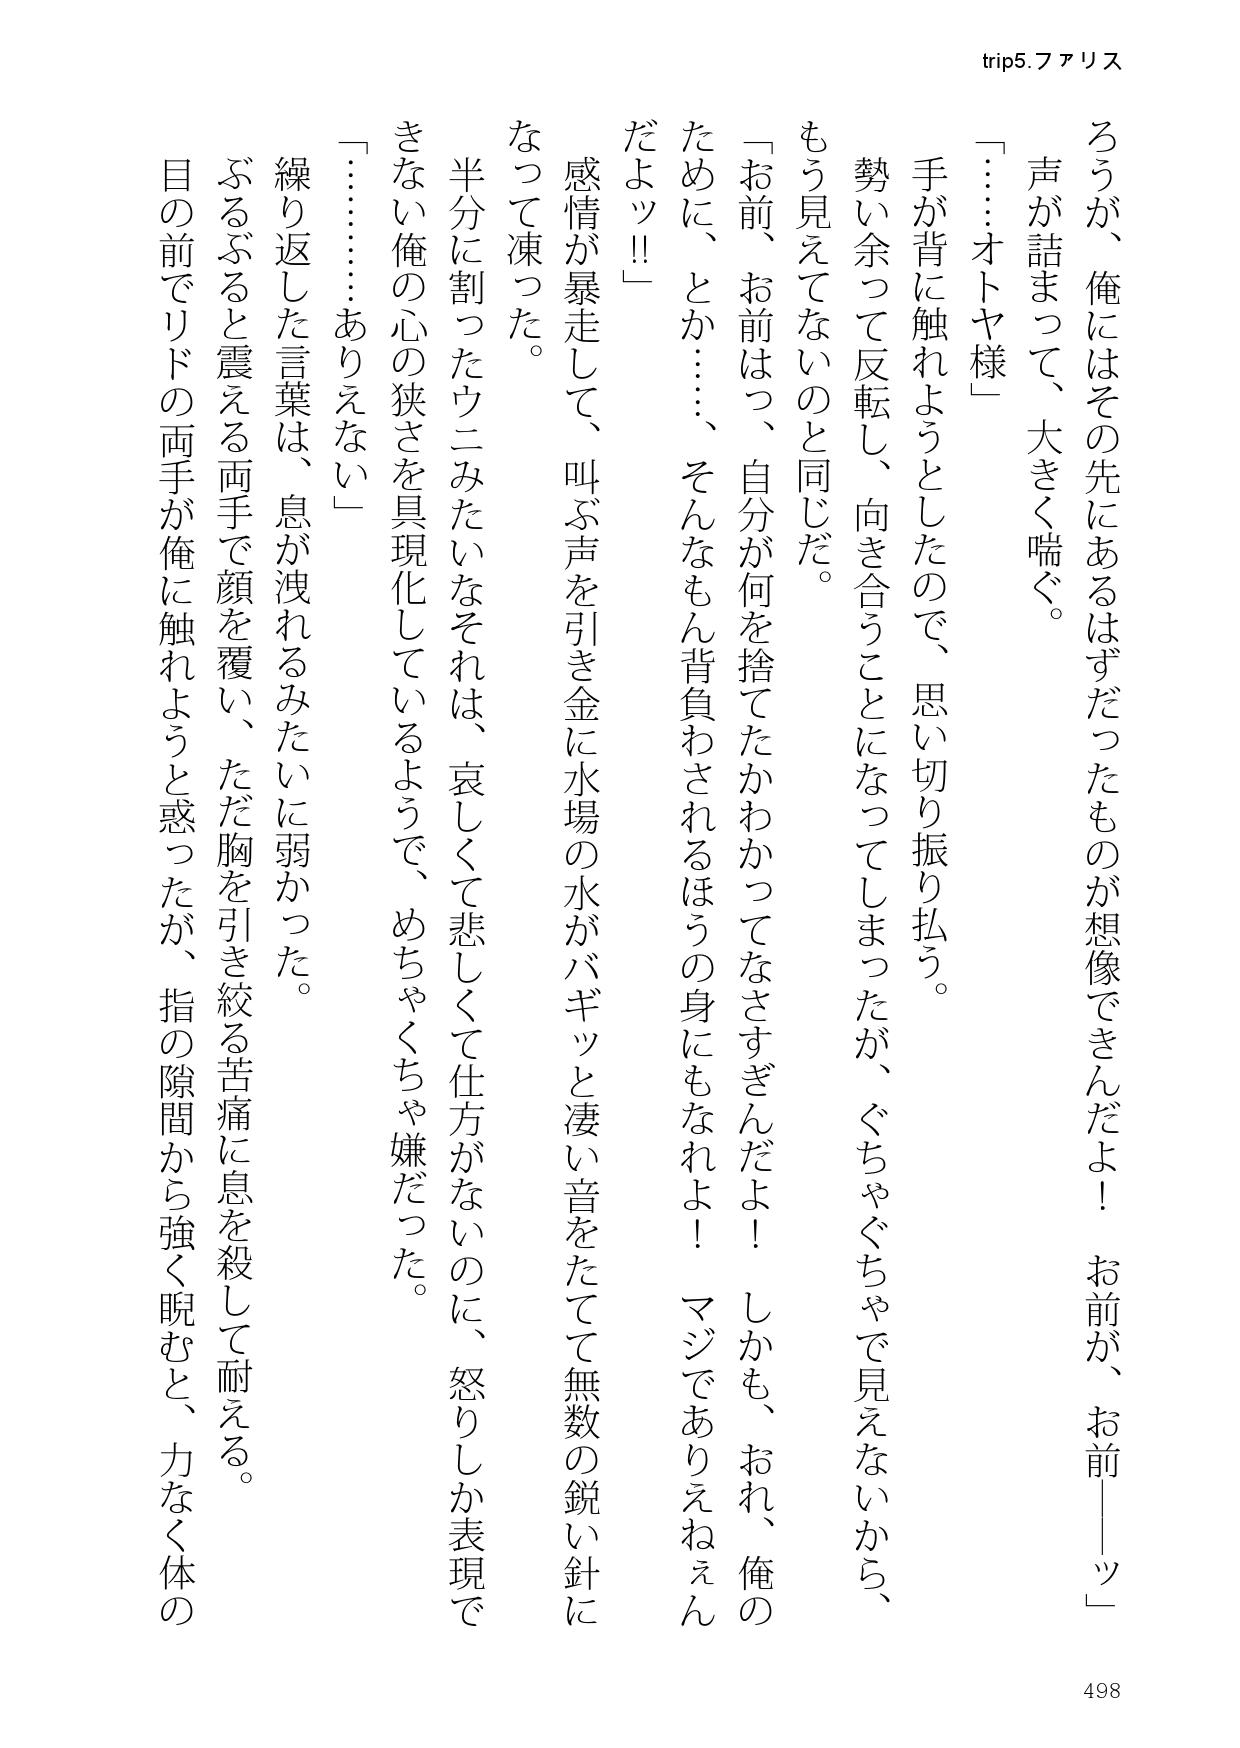 trip5.ファリス
ろうが、俺にはその先にあるはずだったものが想像できんだよ！　お前が、お前――ッ」
　声が詰まって、大きく喘ぐ。
「……オトヤ様」
　手が背に触れようとしたので、思い切り振り払う。
　勢い余って反転し、向き合うことになってしまったが、ぐちゃぐちゃで見えないから、
もう見えてないのと同じだ。
「お前、お前はっ、自分が何を捨てたかわかってなさすぎんだよ！　しかも、おれ、俺の
ために、とか……、そんなもん背負わされるほうの身にもなれよ！　マジでありえねぇん
だよッ!!」
　感情が暴走して、叫ぶ声を引き金に水場の水がバギッと凄い音をたてて無数の鋭い針に
なって凍った。
　半分に割ったウニみたいなそれは、哀しくて悲しくて仕方がないのに、怒りしか表現で
きない俺の心の狭さを具現化しているようで、めちゃくちゃ嫌だった。
「…………ありえない」
　繰り返した言葉は、息が洩れるみたいに弱かった。
　ぶるぶると震える両手で顔を覆い、ただ胸を引き絞る苦痛に息を殺して耐える。
　目の前でリドの両手が俺に触れようと惑ったが、指の隙間から強く睨むと、力なく体の
498